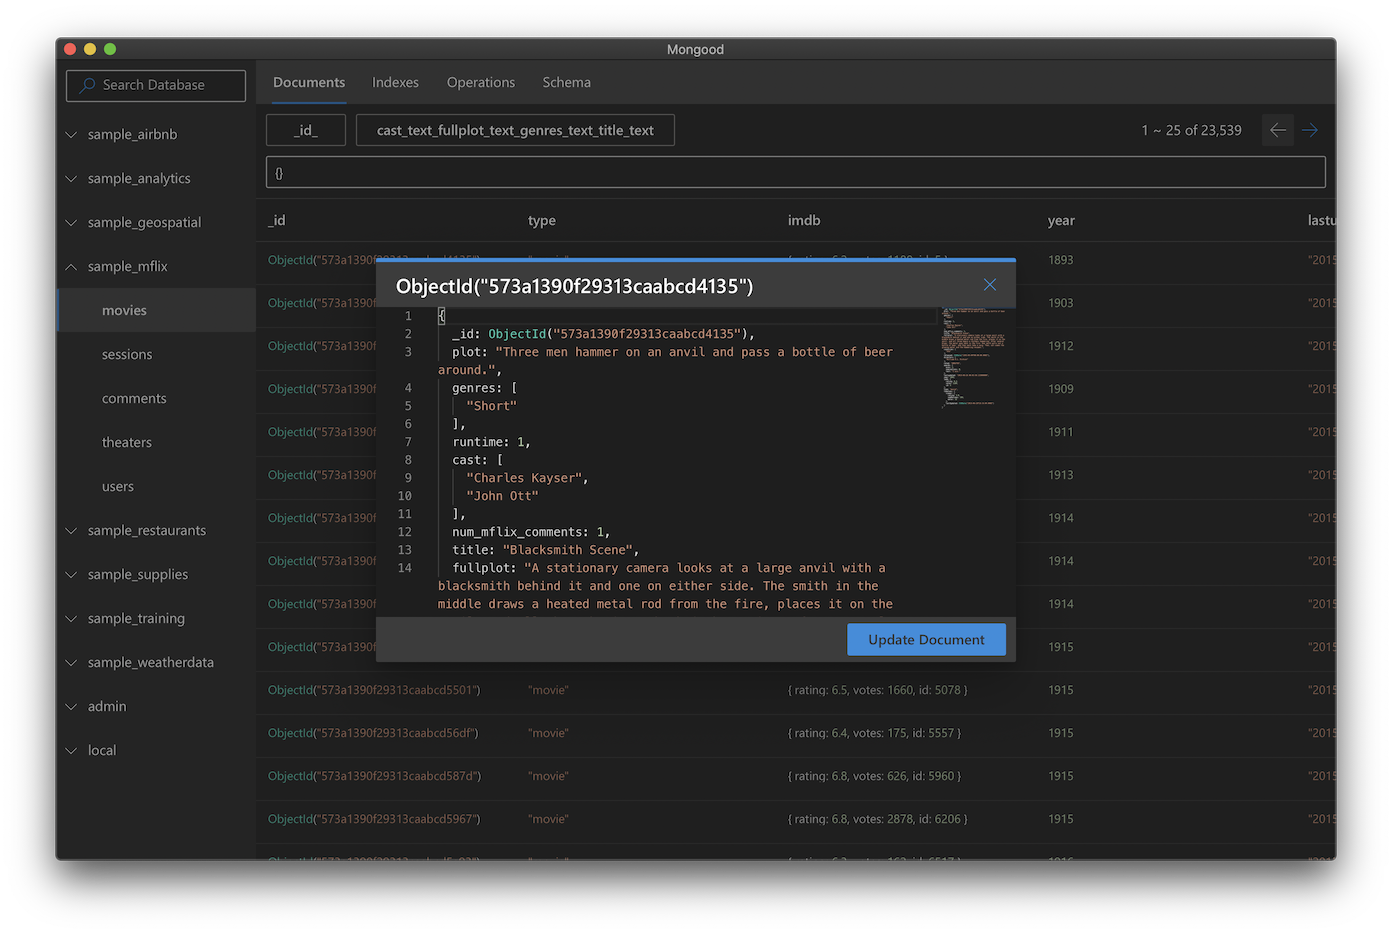 Mongood
Search Database
Documents Indexes Operations Schema
sample_airbnb
sample_analytics
sample_geospatial
sample_mflix
movies
sessions
comments
theaters
users
sample_restaurants
sample_supplies
sample_training
sample_weatherdata
admin
local
_id_ cast_text_fullplot_text_genres_text_title_text 1 ~ 25 of 23,539
{}
_id type imdb year lastu
1893
ObjectId(" 1903 "2015
ObjectId(" 1912 "2015
ObjectId("573a1390f 1909 "2015
ObjectId("573a1390f 1911 "2015
ObjectId("573a1390f 1913 "2015
ObjectId("573a1390f 1914 "2015
ObjectId("573a1390f 1914 "2015
ObjectId("573a1390f 1914 "2015
ObjectId("573a1390f 1915 "2015
ObjectId("573a1390f29313caabcd5501") "movie" { rating: 6.5, votes: 1660, id: 5078 } 1915 "2015
ObjectId("573a1390f29313caabcd56df") "movie" { rating: 6.4, votes: 175, id: 5557 } 1915 "2015
ObjectId("573a1390f29313caabcd587d") "movie" { rating: 6.8, votes: 626, id: 5960 } 1915 "2015
ObjectId("573a1390f29313caabcd5967") "movie" { rating: 6.8, votes: 2878, id: 6206 } 1915 "2015
ObjectId("573a1390f29313caabcd4135")
1 {
2 _id: ObjectId("573a1390f29313caabcd4135"),
3 plot: "Three men hammer on an anvil and pass a bottle of beer
around.",
4 genres: [
5 "Short"
6 ],
7 runtime: 1,
8 cast: [
9 "Charles Kayser",
10 "John Ott"
11 ],
12 num_mflix_comments: 1,
13 title: "Blacksmith Scene",
14 fullplot: "A stationary camera looks at a large anvil with a
blacksmith behind it and one on either side. The smith in the
middle draws a heated metal rod from the fire, places it on the
Update Document